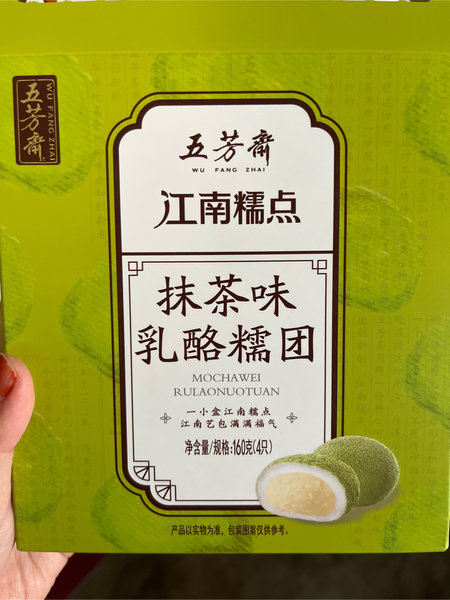 五芳斋
WU FANG ZHAI
五芳斋
WU FANG ZHAI
江南糯点
抹茶味
乳酪糯团
MOCHAWEI
RULAONUOTUAN
一小盒江南糯点
江南艺包满满福气
净含量/规格:160克(4只)
产品以实物为准，包装图案仅供参考。